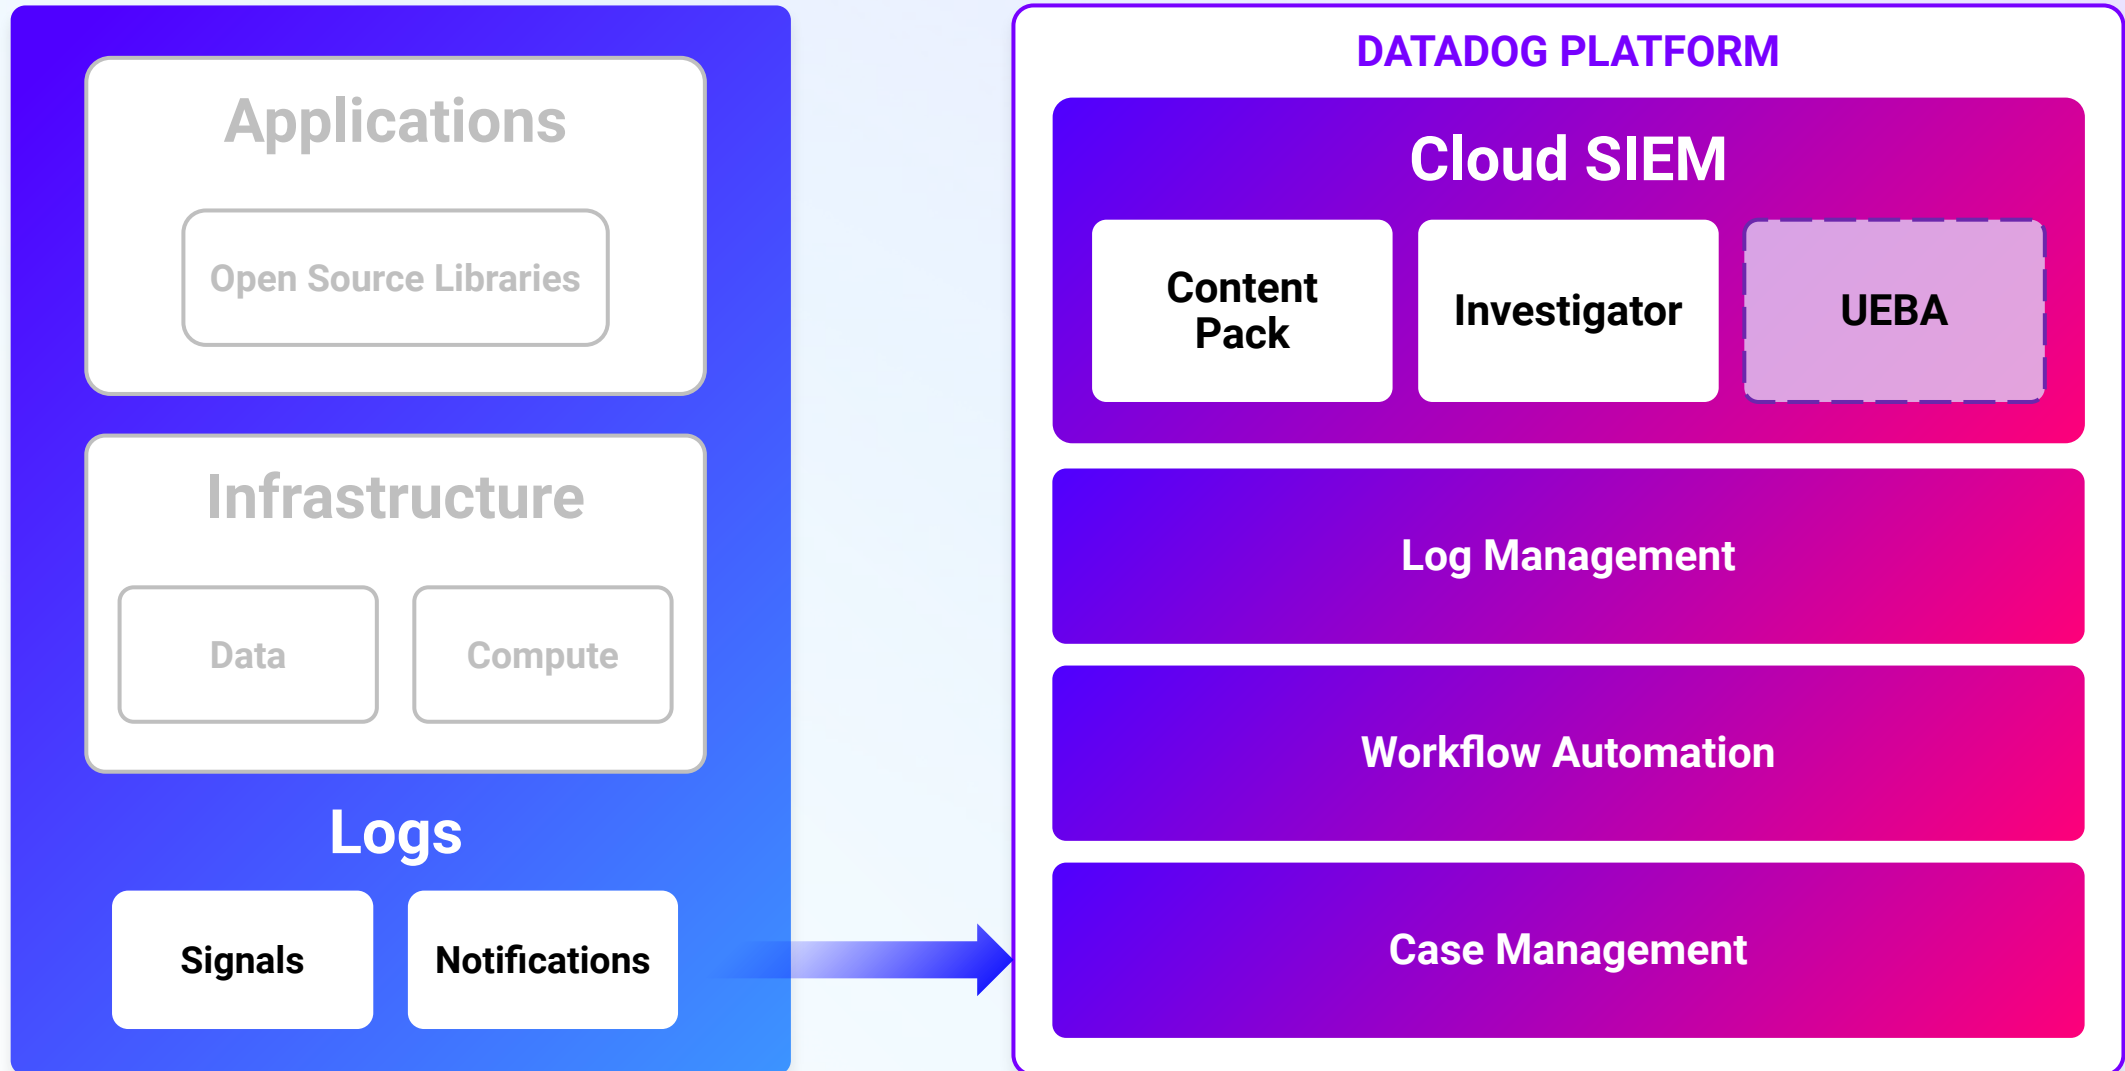 Applications
Open Source Libraries
Infrastructure
Data
Compute
Logs
Signals
Notifications
DATADOG PLATFORM
Cloud SIEM
Content
Pack
Investigator
UEBA
Log Management
Workflow Automation
Case Management